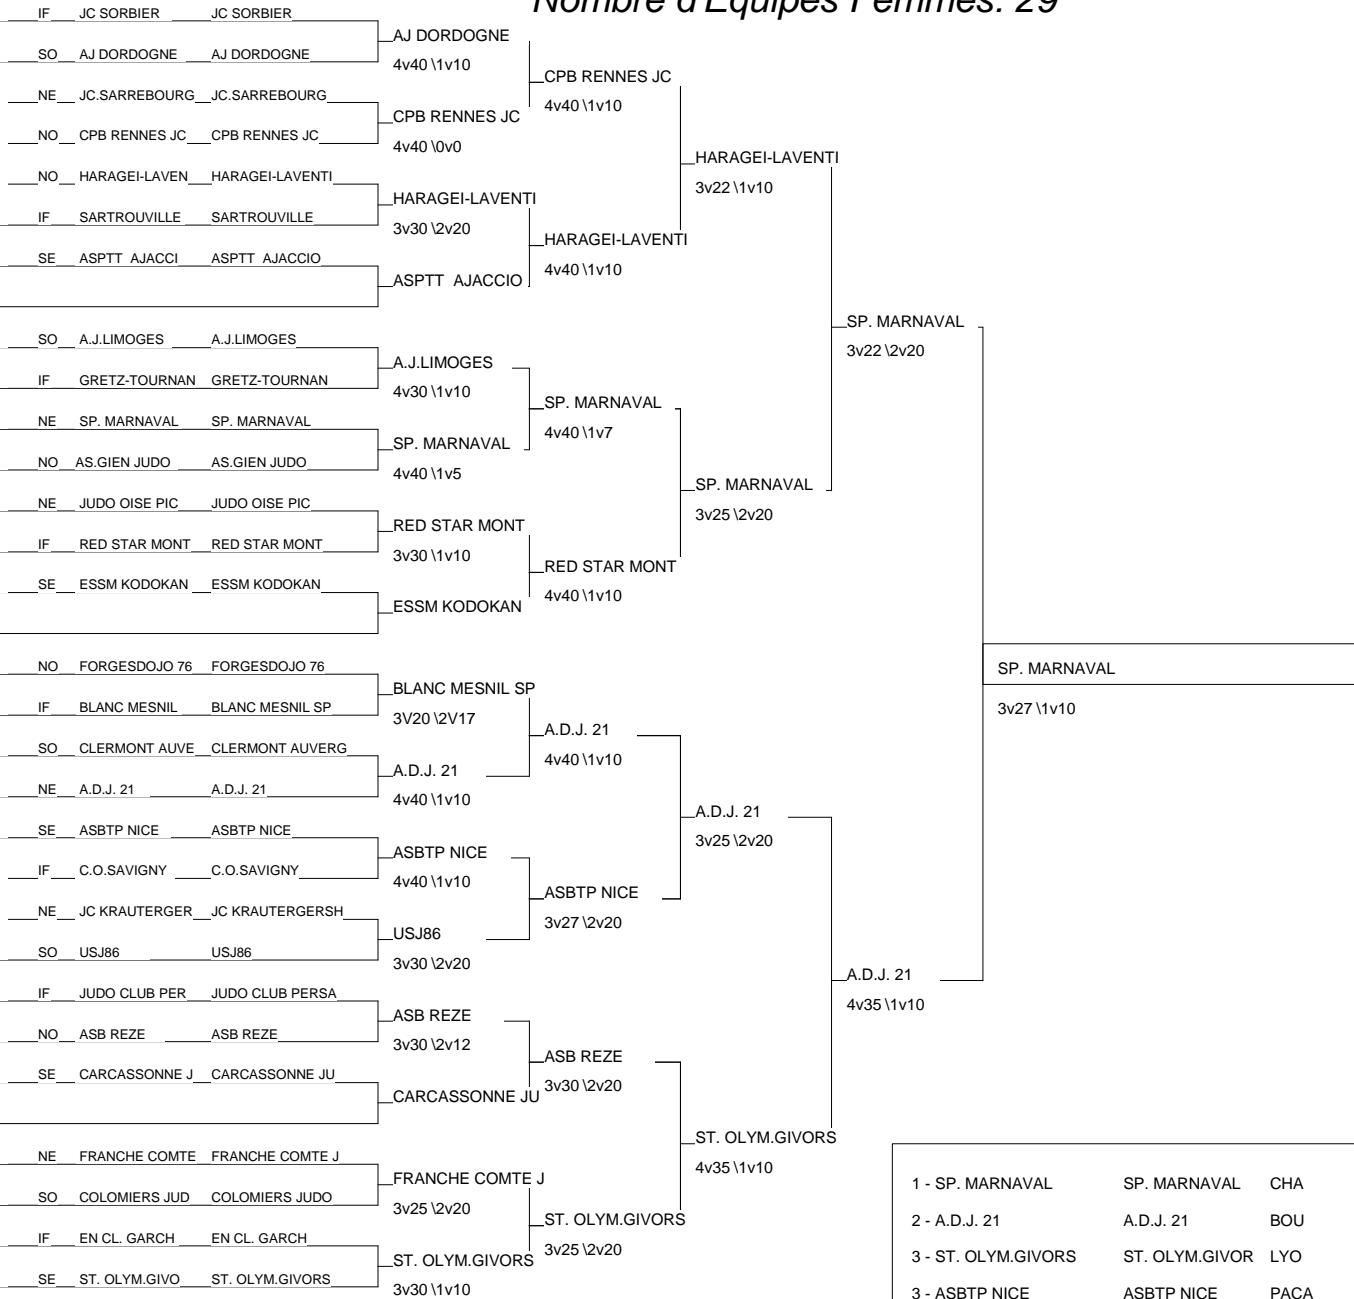 Nombre d'Equipes Femmes: 29
IF JC SORBIER JC SORBIER
AJ DORDOGNE
SO AJ DORDOGNE AJ DORDOGNE
4v40 \1v10
CPB RENNES JC
NE JC.SARREBOURG JC.SARREBOURG
4v40 \1v10
CPB RENNES JC
NO CPB RENNES JC CPB RENNES JC
4v40 \0v0
HARAGEI-LAVENTI
NO HARAGEI-LAVEN HARAGEI-LAVENTI
3v22 \1v10
HARAGEI-LAVENTI
IF SARTROUVILLE SARTROUVILLE
3v30 \2v20
HARAGEI-LAVENTI
SE ASPTT AJACCI ASPTT AJACCIO
4v40 \1v10
ASPTT AJACCIO
SP. MARNAVAL
SO A.J.LIMOGES A.J.LIMOGES
3v22 \2v20
A.J.LIMOGES
IF GRETZ-TOURNAN GRETZ-TOURNAN
4v30 \1v10
SP. MARNAVAL
NE SP. MARNAVAL SP. MARNAVAL
4v40 \1v7
SP. MARNAVAL
NO AS.GIEN JUDO AS.GIEN JUDO
4v40 \1v5
SP. MARNAVAL
NE JUDO OISE PIC JUDO OISE PIC
3v25 \2v20
RED STAR MONT
IF RED STAR MONT RED STAR MONT
3v30 \1v10
RED STAR MONT
SE ESSM KODOKAN ESSM KODOKAN
4v40 \1v10
ESSM KODOKAN
NO FORGESDOJO 76 FORGESDOJO 76
SP. MARNAVAL
BLANC MESNIL SP
IF BLANC MESNIL BLANC MESNIL SP
3v27 \1v10
3V20 \2V17
A.D.J. 21
SO CLERMONT AUVE CLERMONT AUVERG
4v40 \1v10
A.D.J. 21
NE A.D.J. 21 A.D.J. 21
4v40 \1v10
A.D.J. 21
SE ASBTP NICE ASBTP NICE
3v25 \2v20
ASBTP NICE
IF C.O.SAVIGNY C.O.SAVIGNY
4v40 \1v10
ASBTP NICE
NE JC KRAUTERGER JC KRAUTERGERSH
3v27 \2v20
USJ86
SO USJ86 USJ86
3v30 \2v20
A.D.J. 21
IF JUDO CLUB PER JUDO CLUB PERSA
4v35 \1v10
ASB REZE
NO ASB REZE ASB REZE
3v30 \2v12
ASB REZE
SE CARCASSONNE J CARCASSONNE JU
3v30 \2v20
CARCASSONNE JU
ST. OLYM.GIVORS
NE FRANCHE COMTE FRANCHE COMTE J
4v35 \1v10
FRANCHE COMTE J
1 - SP. MARNAVAL SP. MARNAVAL CHA
SO COLOMIERS JUD COLOMIERS JUDO
3v25 \2v20
ST. OLYM.GIVORS
2 - A.D.J. 21 A.D.J. 21 BOU
IF EN CL. GARCH EN CL. GARCH
3v25 \2v20
ST. OLYM.GIVORS
3 - ST. OLYM.GIVORS ST. OLYM.GIVOR LYO
SE ST. OLYM.GIVO ST. OLYM.GIVORS
3v30 \1v10
3 - ASBTP NICE ASBTP NICE PACA